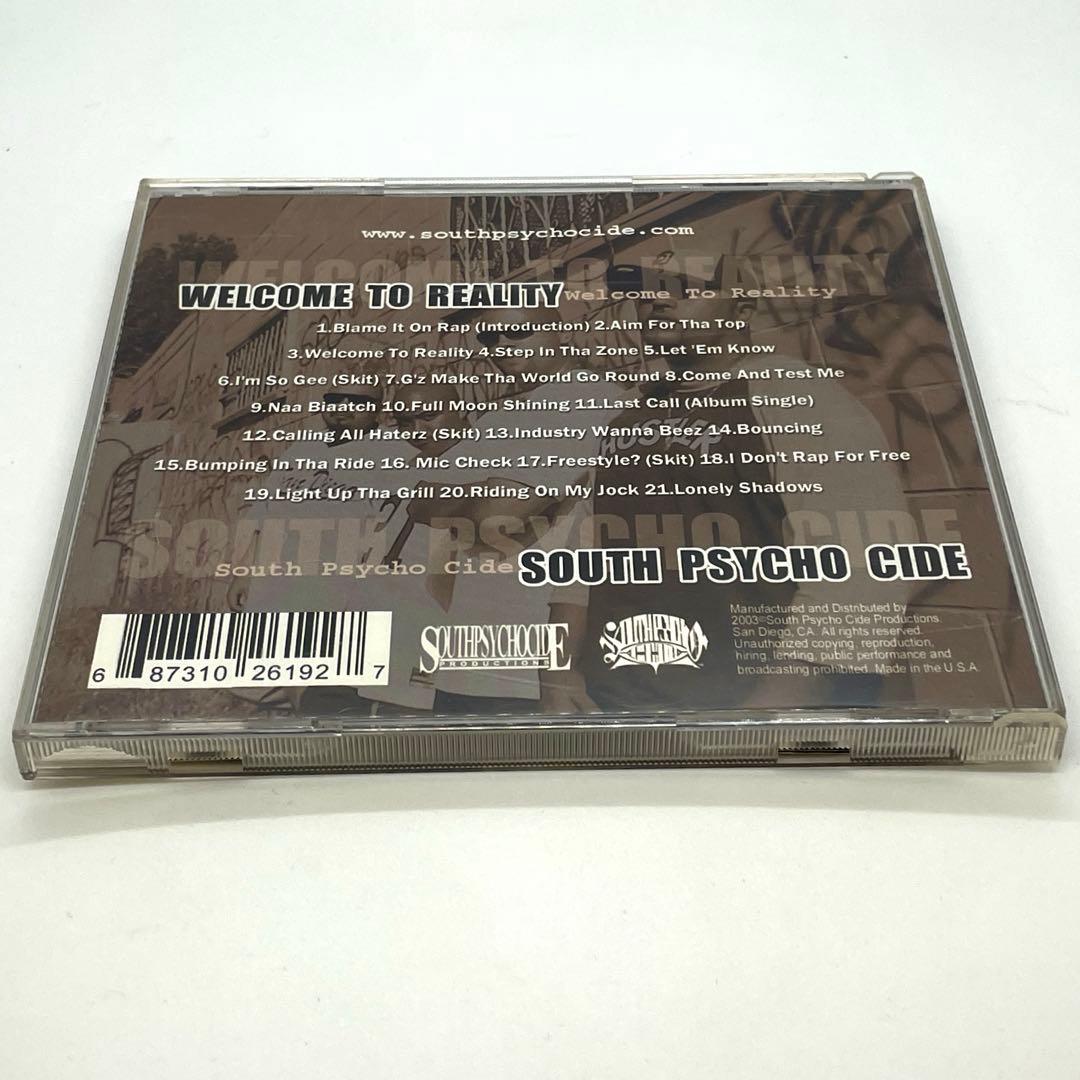 www.southpsychocide.com
WELCOME TO REALITY
WELCOME TO REALITY Welcome To Reality
1.Blame It On Rap (Introduction) 2.Aim For Tha Top
3.Welcome To Reality 4.Step In Tha Zone 5.Let 'Em Know
6.I'm So Gee (Skit) 7.G'z Make Tha World Go Round 8.Come And Test Me
9.Naa Biaatch 10.Full Moon Shining 11.Last Call (Album Single)
12.Calling All Haterz (Skit) 13.Industry Wanna Beez 14.Bouncing
15.Bumping In Tha Ride 16. Mic Check 17.Freestyle? (Skit) 18.I Don't Rap For Free
19.Light Up Tha Grill 20.Riding On My Jock 21.Lonely Shadows
SOUTH PSYCHO CIDE
South Psycho Cide SOUTH PSYCHO CIDE
6 87310 26192 7
SOUTHPSYCHOCIDE
PRODUCTIONS
Manufactured and Distributed by
2003©South Psycho Cide Productions.
San Diego, CA. All rights reserved.
Unauthorized copying, reproduction,
hiring, lending, public performance and
broadcasting prohibited. Made in the U.S.A.